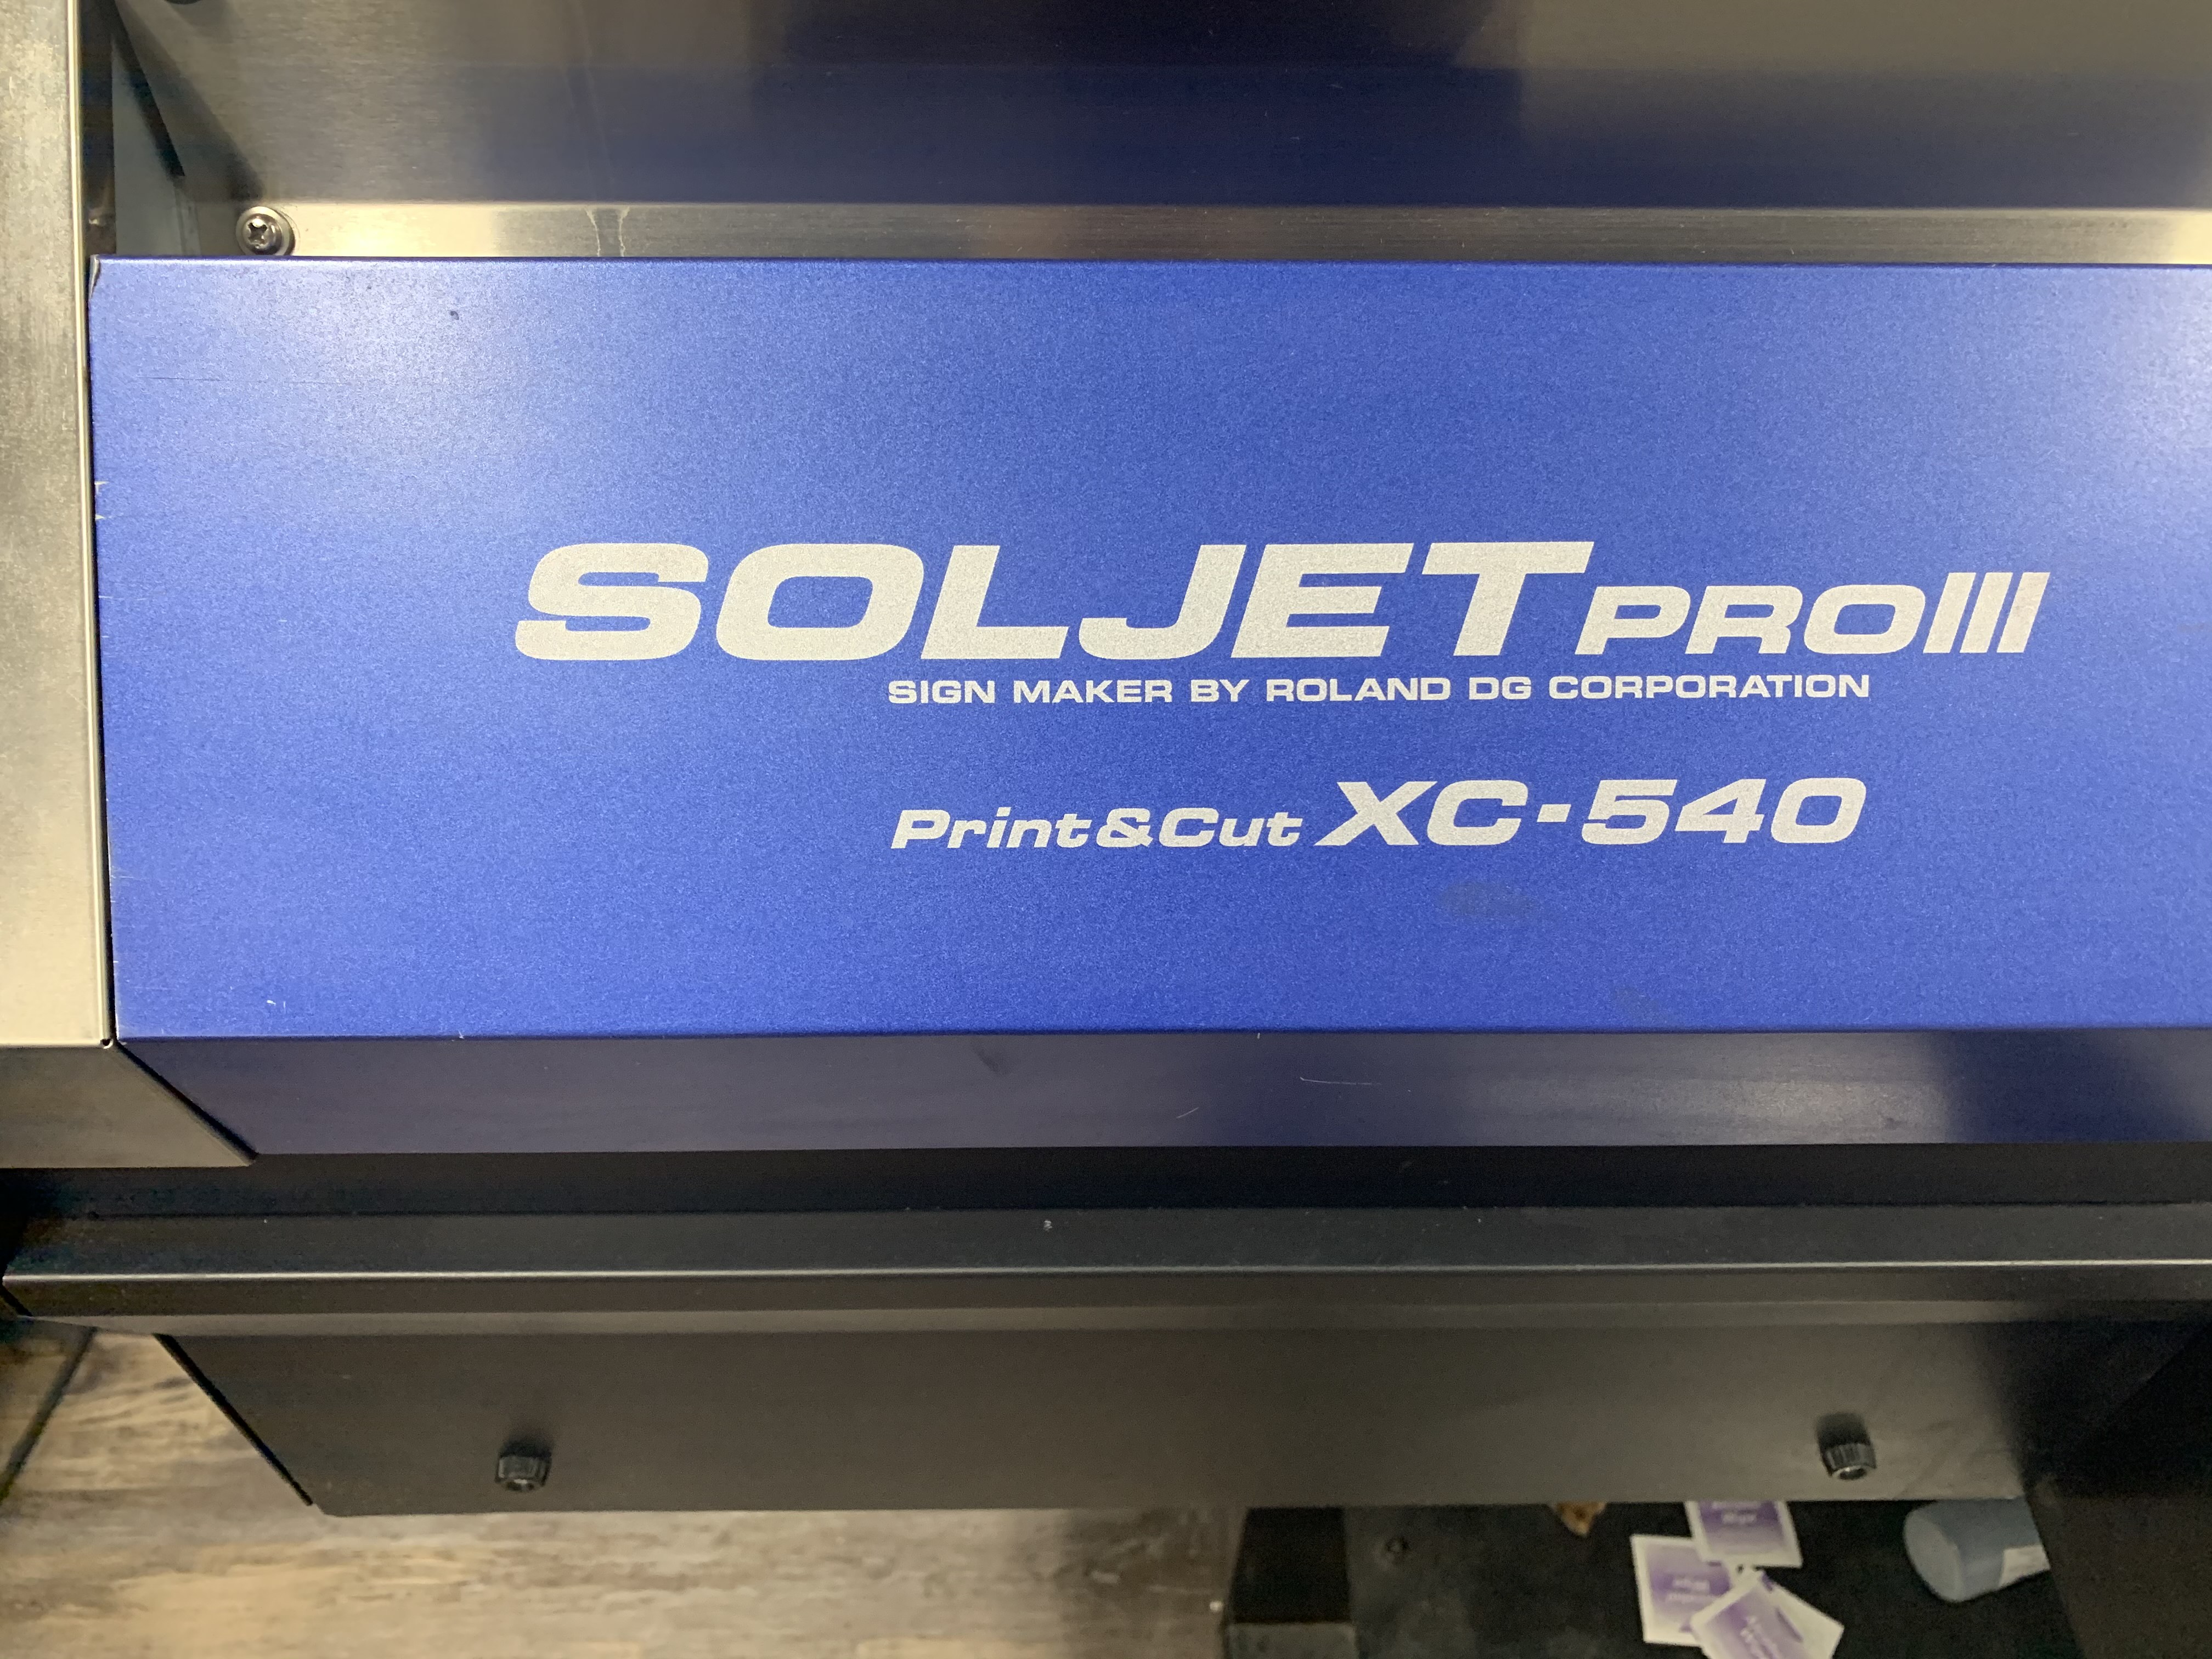 SOLJET PROIII
SIGN MAKER BY ROLAND DG CORPORATION
Print&Cut XC-540